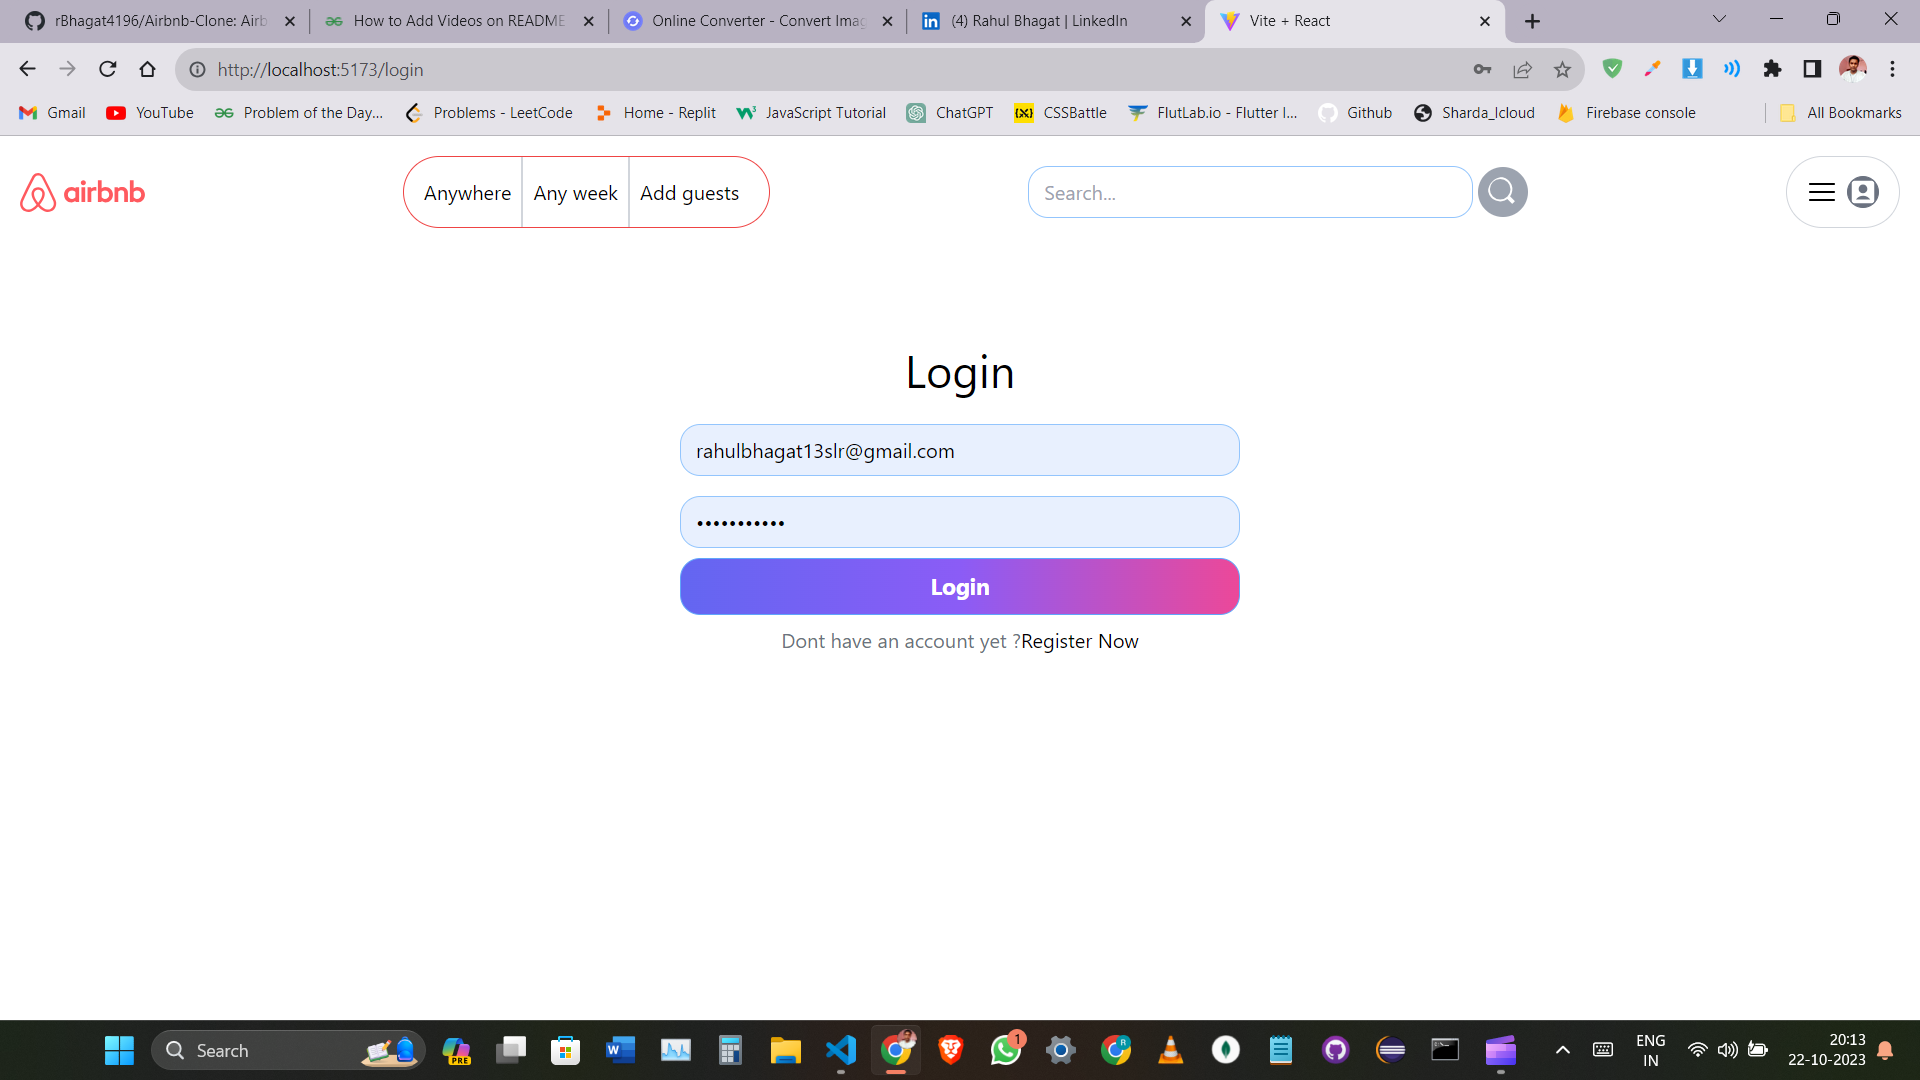 rBhagat4196/Airbnb-Clone: Airb
How to Add Videos on README
Online Converter - Convert Imag
(4) Rahul Bhagat | LinkedIn
Vite + React
http://localhost:5173/login
Gmail
YouTube
Problem of the Day...
Problems - LeetCode
Home - Replit
JavaScript Tutorial
ChatGPT
CSSBattle
FlutLab.io - Flutter I...
Github
Sharda_Icloud
Firebase console
All Bookmarks
airbnb
Anywhere
Any week
Add guests
Search...
Login
rahulbhagat13slr@gmail.com
•••••••••••
Login
Dont have an account yet ?Register Now
Search
PRE
1
ENG
IN
20:13
22-10-2023